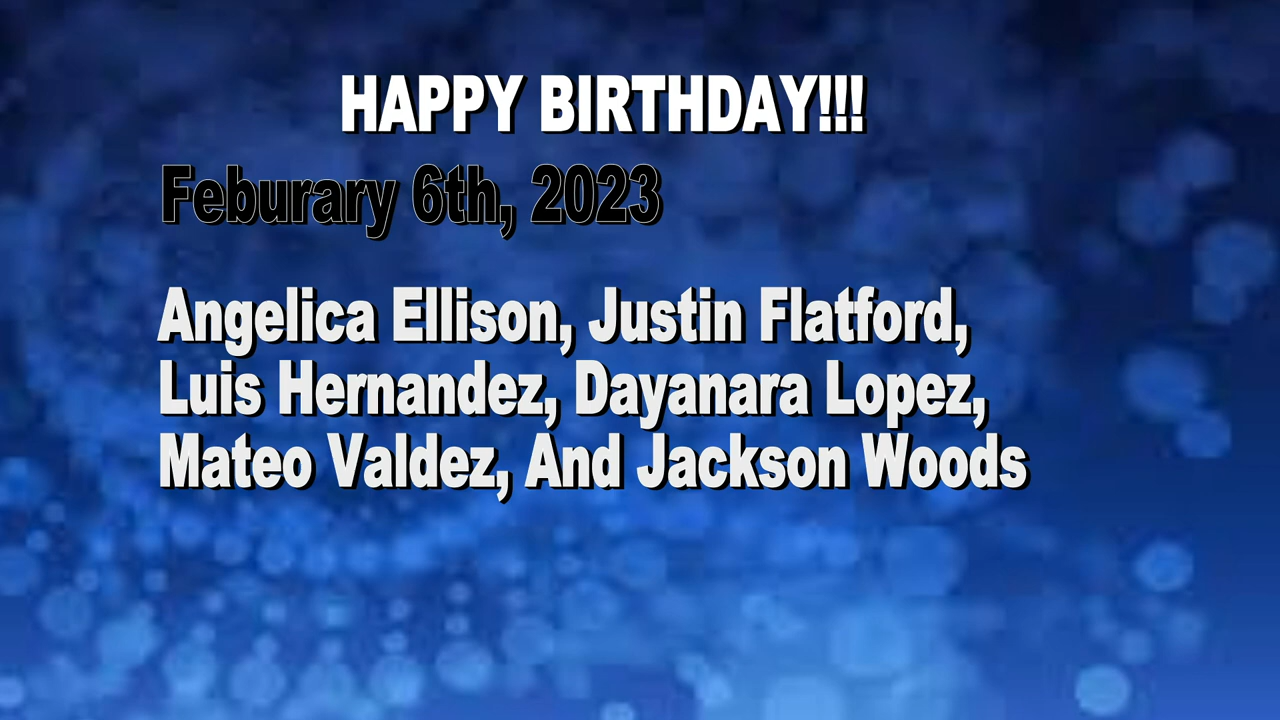 HAPPY BIRTHDAY!!!
Feburary 6th, 2023
Angelica Ellison, Justin Flatford,
Luis Hernandez, Dayanara Lopez,
Mateo Valdez, And Jackson Woods